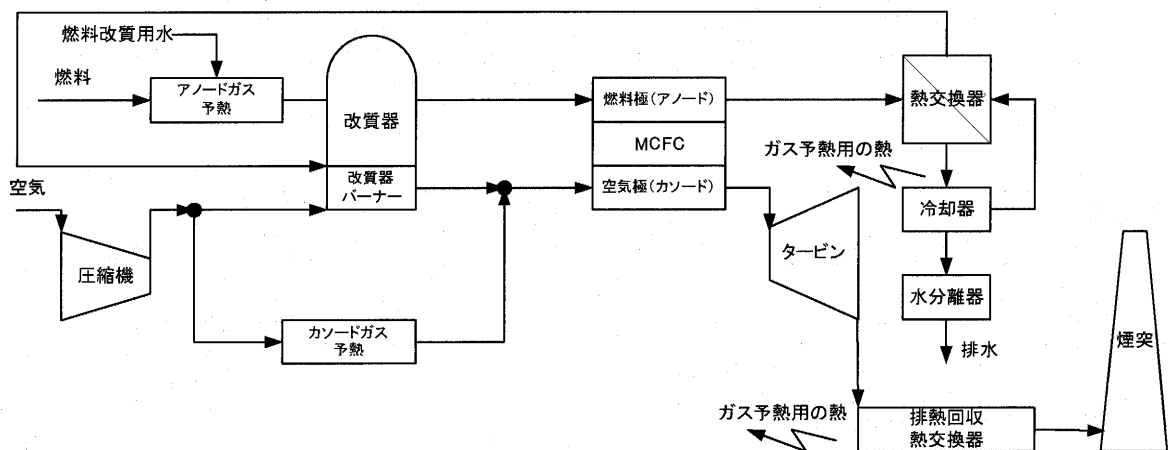 燃料改質用水
燃料
アノードガス
予熱
改質器
改質器
バーナー
空気
圧縮機
カソードガス
予熱
燃料極(アノード)
MCFC
空気極(カソード)
タービン
熱交換器
ガス予熱用の熱
冷却器
水分離器
排水
煙突
ガス予熱用の熱
排熱回収
熱交換器